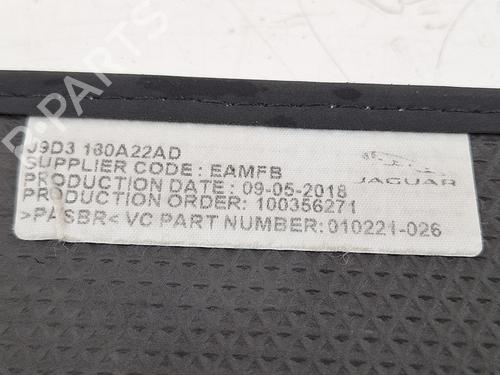 B-PARTS
J9D3 160A22AD
SUPPLIER CODE : EAMFB
PRODUCTION DATE : 09-05-2018
PRODUCTION ORDER: 100356271
>PASBR< VC PART NUMBER:010221-026
JAGUAR